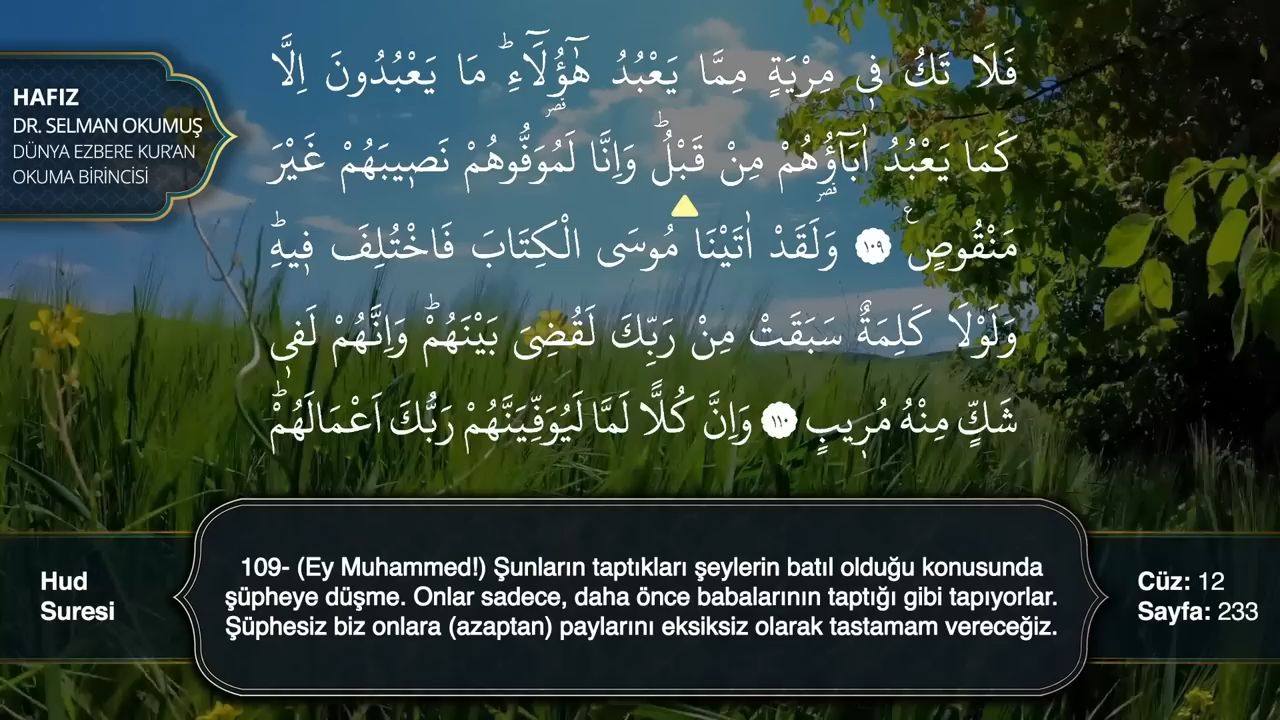 HAFIZ
DR. SELMAN OKUMUŞ
DÜNYA EZBERE KUR'AN
OKUMA BİRİNCİSİ
فَلَا تَكُ فٖي مِرْيَةٍ مِمَّا يَعْبُدُ هٰٓؤُ۬لَٓاءِؕ مَا يَعْبُدُونَ اِلَّا
قصر
كَمَا يَعْبُدُ اٰبَٓاؤُ۬هُمْ مِنْ قَبْلُؕ وَاِنَّا لَمُوَفُّوهُمْ نَصٖيبَهُمْ غَيْرَ
قصر
مَنْقُوصٍ ع ﴿١٠٩﴾ وَلَقَدْ اٰتَيْنَا مُوسَى الْكِتَابَ فَاخْتُلِفَ فٖيهِؕ
وَلَوْلَا كَلِمَةٌ سَبَقَتْ مِنْ رَبِّكَ لَقُضِيَ بَيْنَهُمْؕ وَاِنَّهُمْ لَفٖي
شَكٍّ مِنْهُ مُرٖيبٍ ﴿١١٠﴾ وَاِنَّ كُلًّا لَمَّا لَيُوَفِّيَنَّهُمْ رَبُّكَ اَعْمَالَهُمْؕ
109- (Ey Muhammed!) Şunların taptıkları şeylerin batıl olduğu konusunda
şüpheye düşme. Onlar sadece, daha önce babalarının taptığı gibi tapıyorlar.
Şüphesiz biz onlara (azaptan) paylarını eksiksiz olarak tastamam vereceğiz.
Hud
Suresi
Cüz: 12
Sayfa: 233